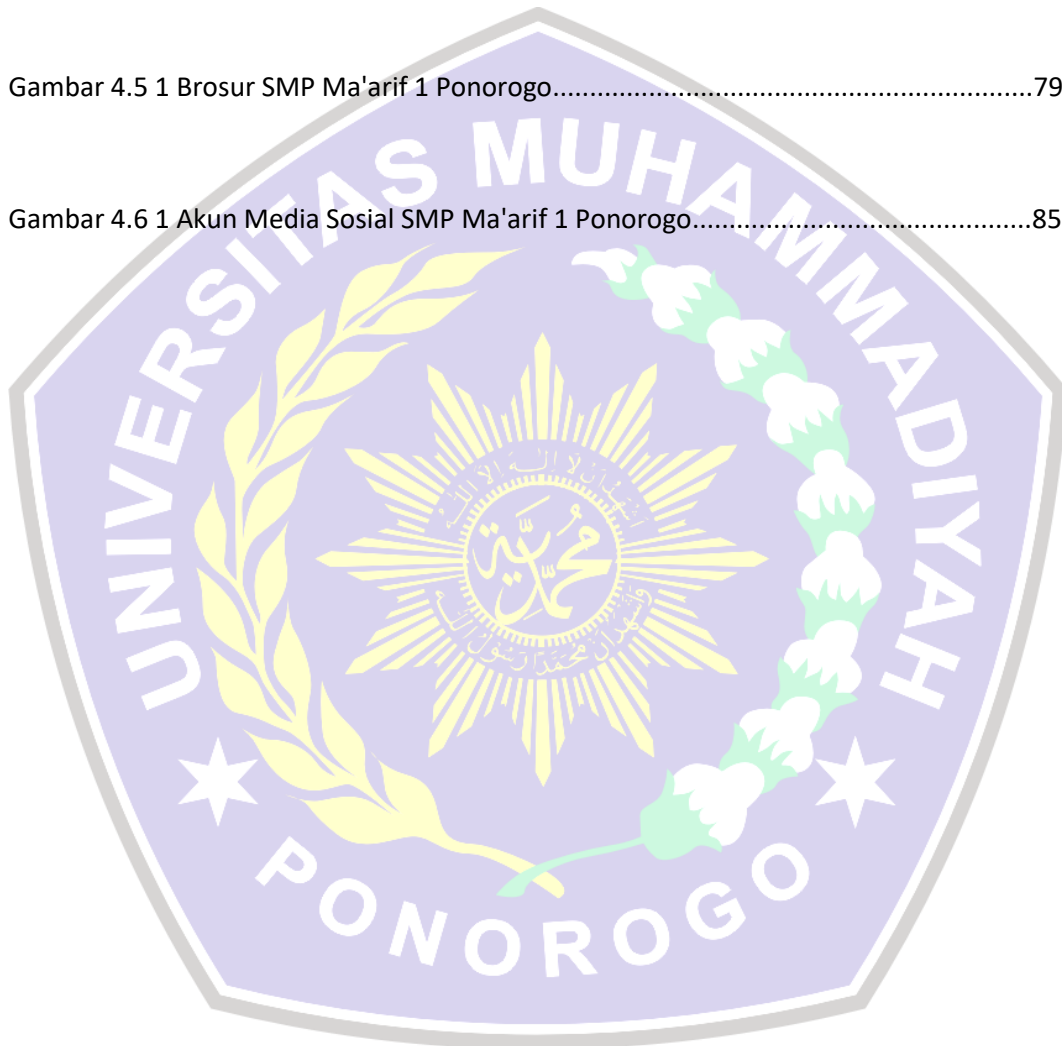 Gambar 4.5 1 Brosur SMP Ma'arif 1 Ponorogo............................................................79
Gambar 4.6 1 Akun Media Sosial SMP Ma'arif 1 Ponorogo..........................................85
UNIVERSITAS MUHAMMADIYAH
محمدية
PONOROGO